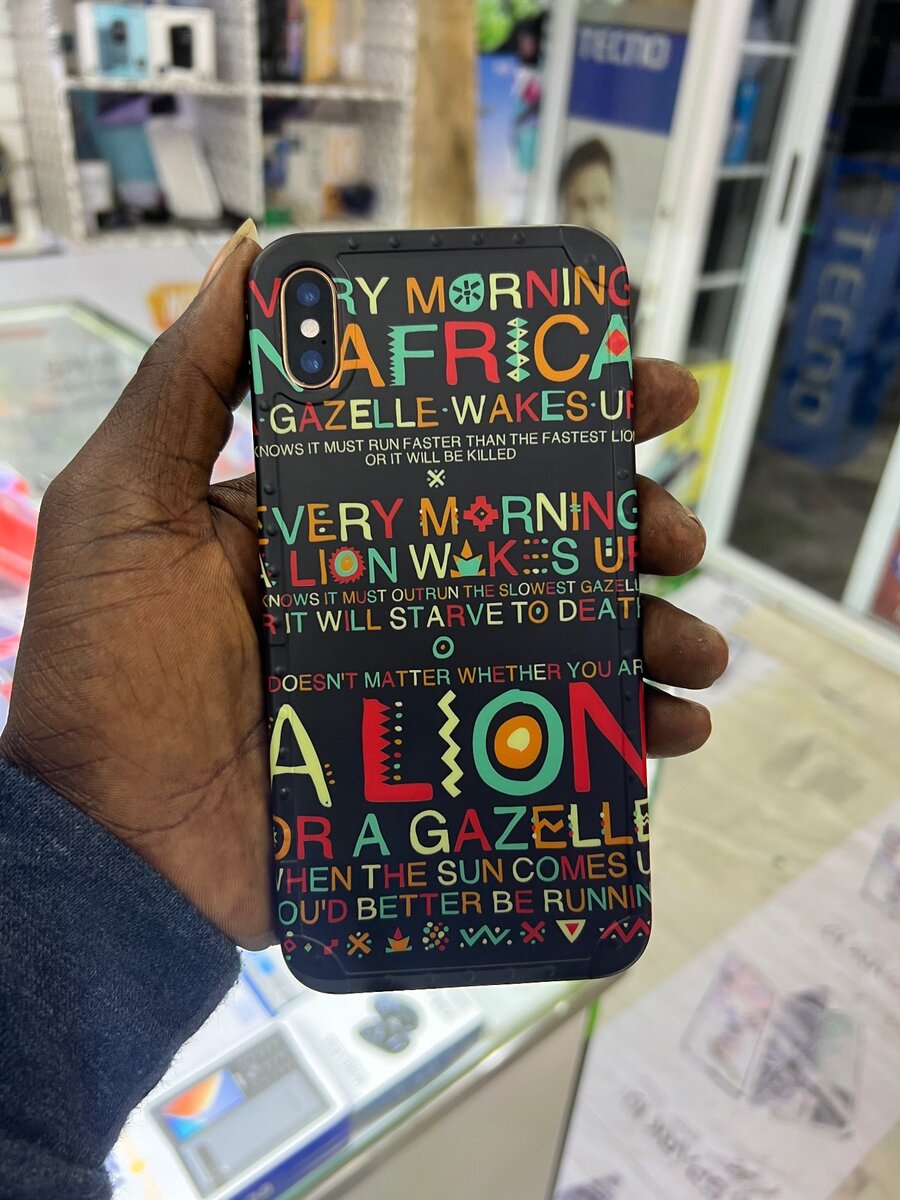 TECNO
TECNO
VERY MORNING
N AFRICA
A GAZELLE·WAKES·UP
KNOWS IT MUST RUN FASTER THAN THE FASTEST LIO
OR IT WILL BE KILLED
EVERY MORNING
A LION WAKES UP
KNOWS IT MUST OUTRUN THE SLOWEST GAZELL
R IT WILL STARVE TO DEAT
DOESN'T MATTER WHETHER YOU AR
A LION
OR A GAZELLE
WHEN THE SUN COMES U
OU'D BETTER BE RUNNIN